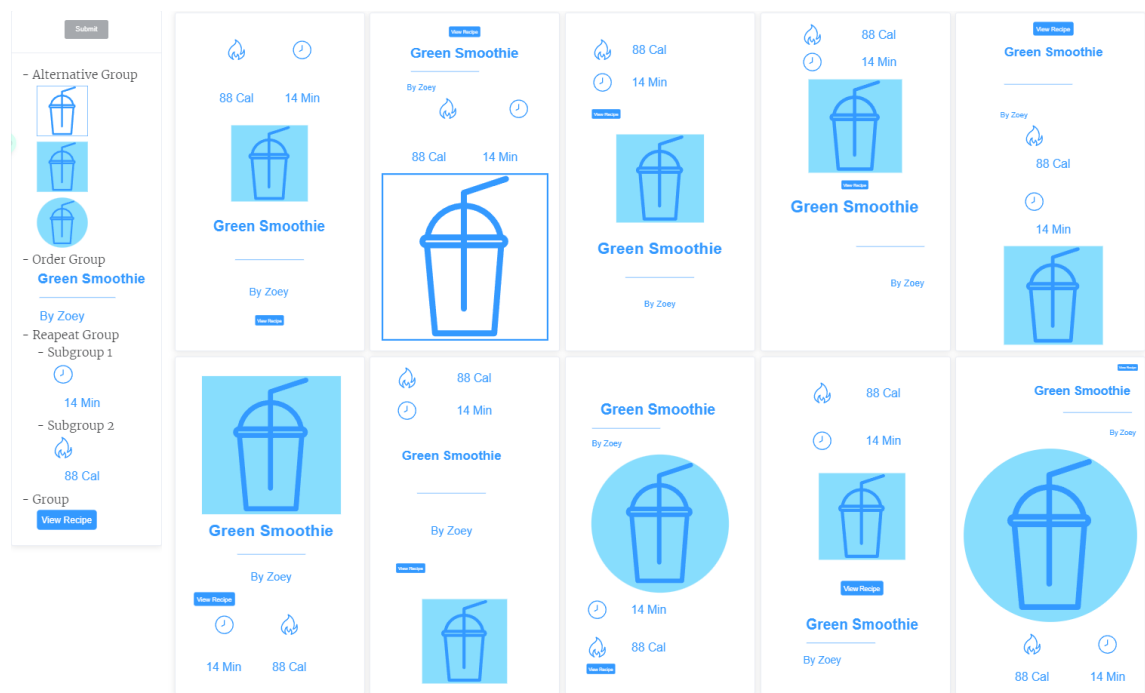 Submit
- Alternative Group
- Order Group
Green Smoothie
By Zoey
- Reapeat Group
- Subgroup 1
14 Min
- Subgroup 2
88 Cal
- Group
View Recipe
88 Cal 14 Min
Green Smoothie
By Zoey
View Recipe
View Recipe
Green Smoothie
By Zoey
88 Cal 14 Min
88 Cal
14 Min
View Recipe
Green Smoothie
By Zoey
88 Cal
14 Min
View Recipe
Green Smoothie
By Zoey
View Recipe
Green Smoothie
By Zoey
88 Cal
14 Min
Green Smoothie
By Zoey
View Recipe
14 Min 88 Cal
88 Cal
14 Min
Green Smoothie
By Zoey
View Recipe
Green Smoothie
By Zoey
14 Min
88 Cal
View Recipe
88 Cal
14 Min
View Recipe
Green Smoothie
By Zoey
View Recipe
Green Smoothie
By Zoey
88 Cal 14 Min